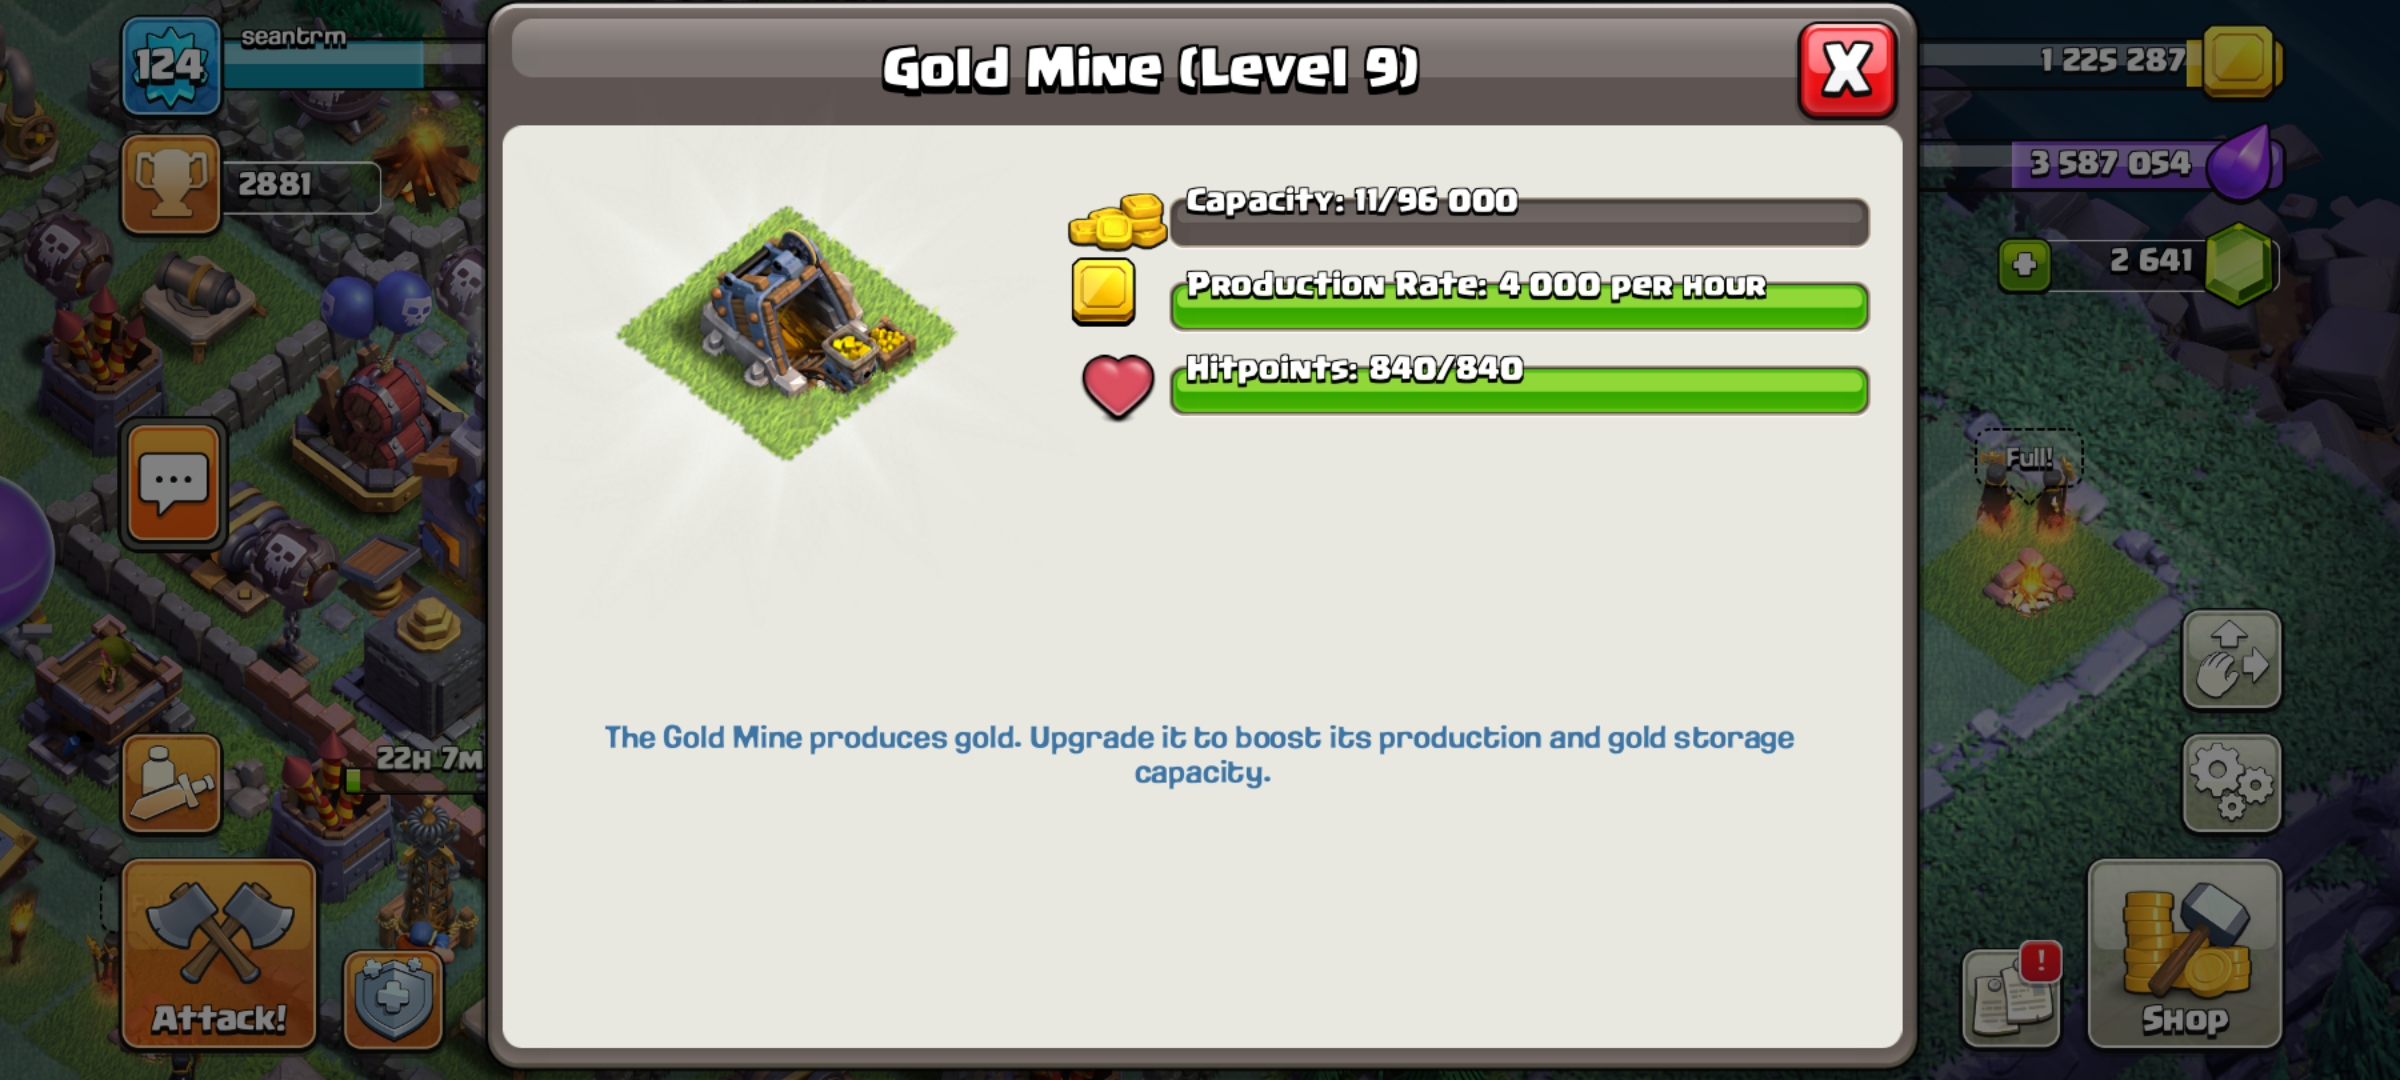 124
seantrm
Gold Mine (Level 9)
X
1 225 287
2881
Capacity: 11/96 000
3 587 054
Production Rate: 4 000 per hour
2 641
Hitpoints: 840/840
Full!
The Gold Mine produces gold. Upgrade it to boost its production and gold storage
capacity.
22H 7M
!
Attack!
Shop